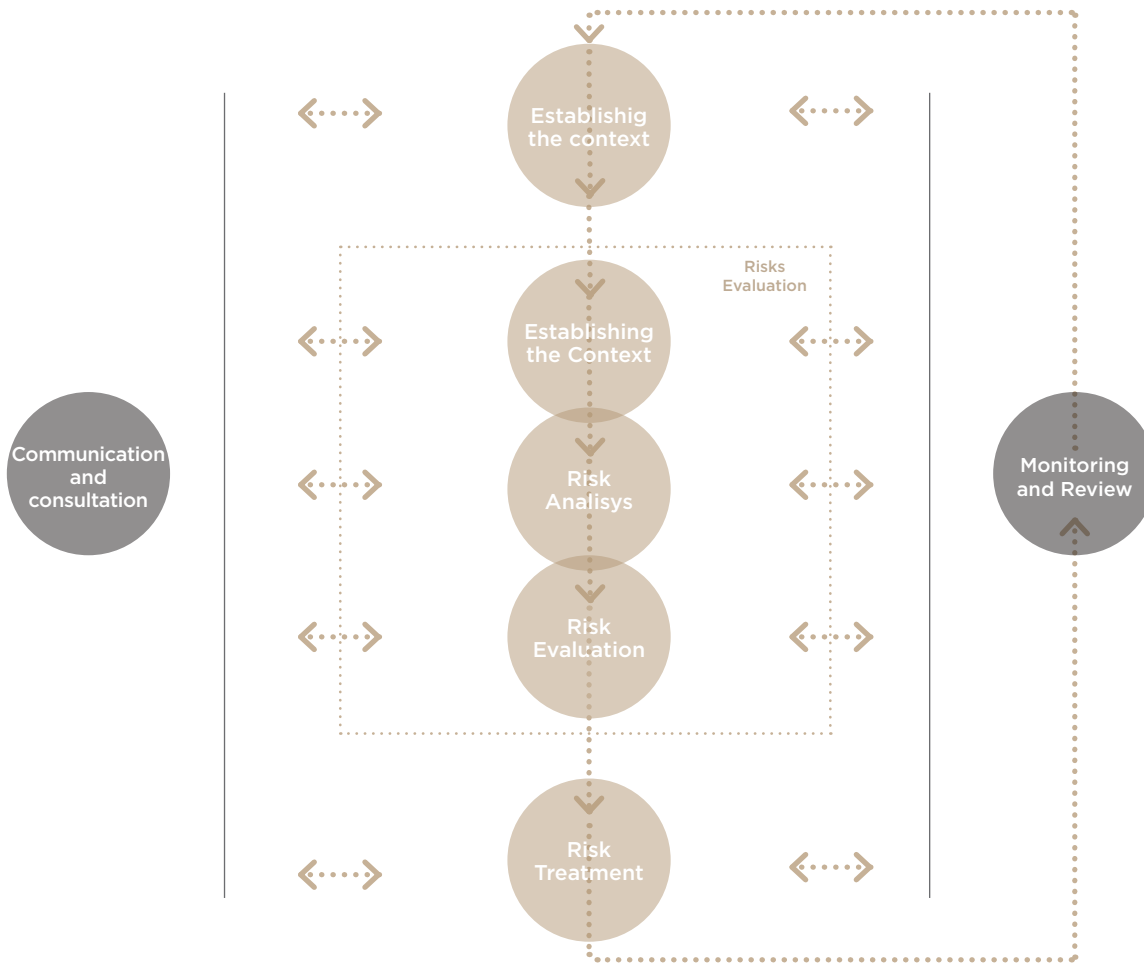 Establishig
the context
Risks
Evaluation
Establishing
the Context
Communication
and
consultation
Risk
Analisys
Monitoring
and Review
Risk
Evaluation
Risk
Treatment